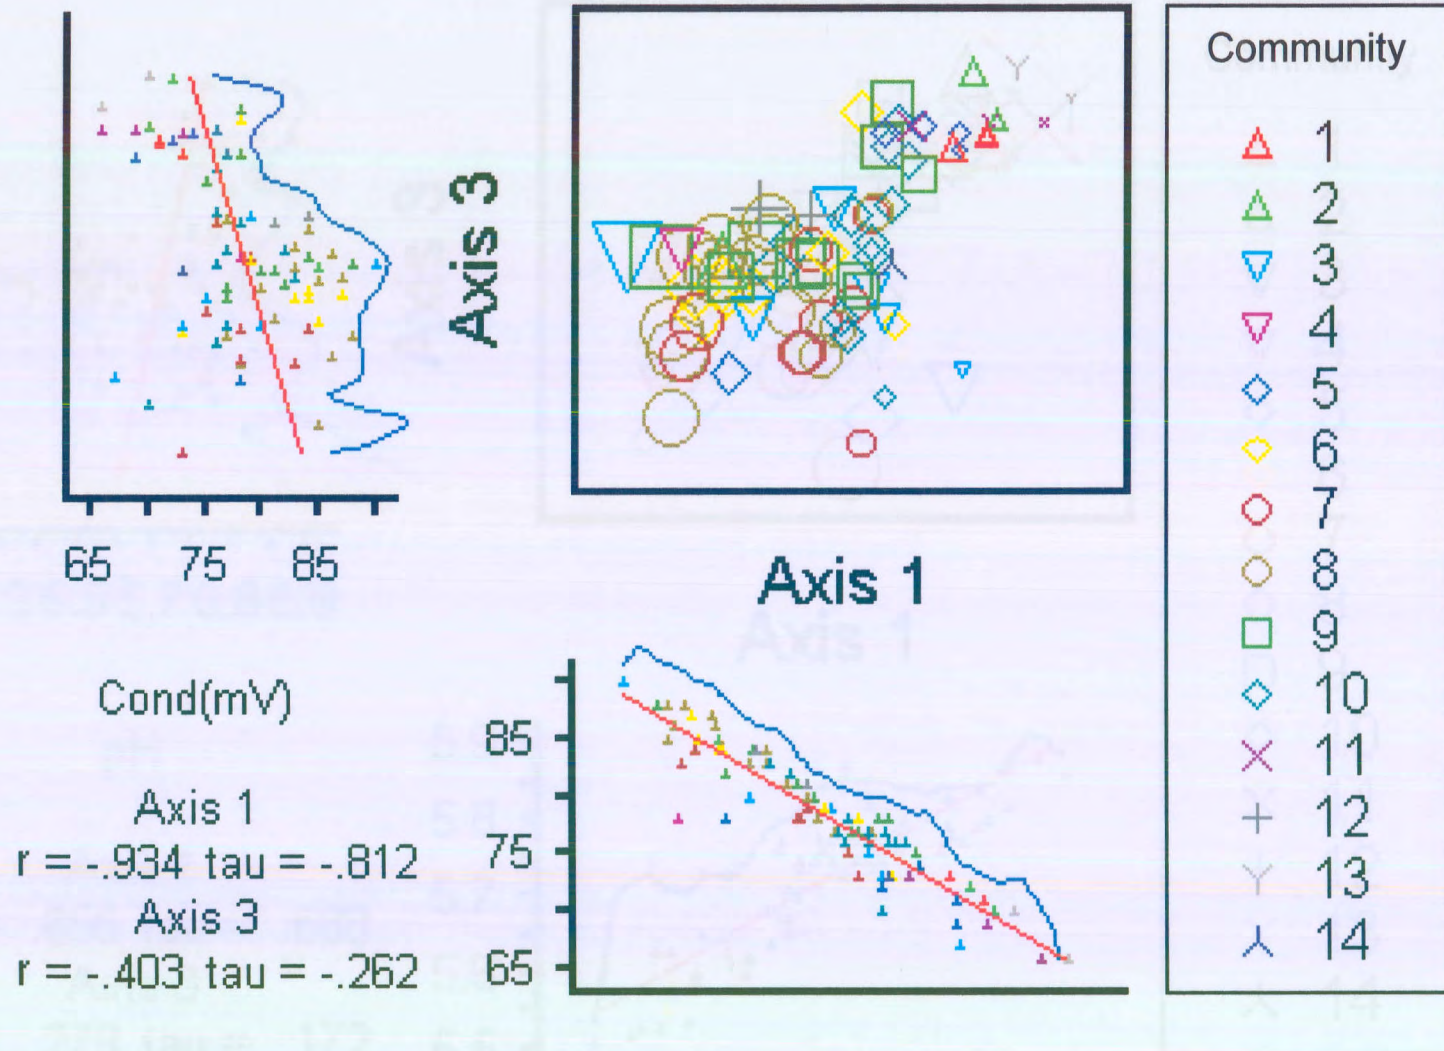 Community
1
2
3
4
5
6
7
8
9
10
11
12
13
14
Axis 3
65 75 85
Axis 1
Cond(mV)
Axis 1
r = -.934 tau = -.812
Axis 3
r = -.403 tau = -.262
85
75
65